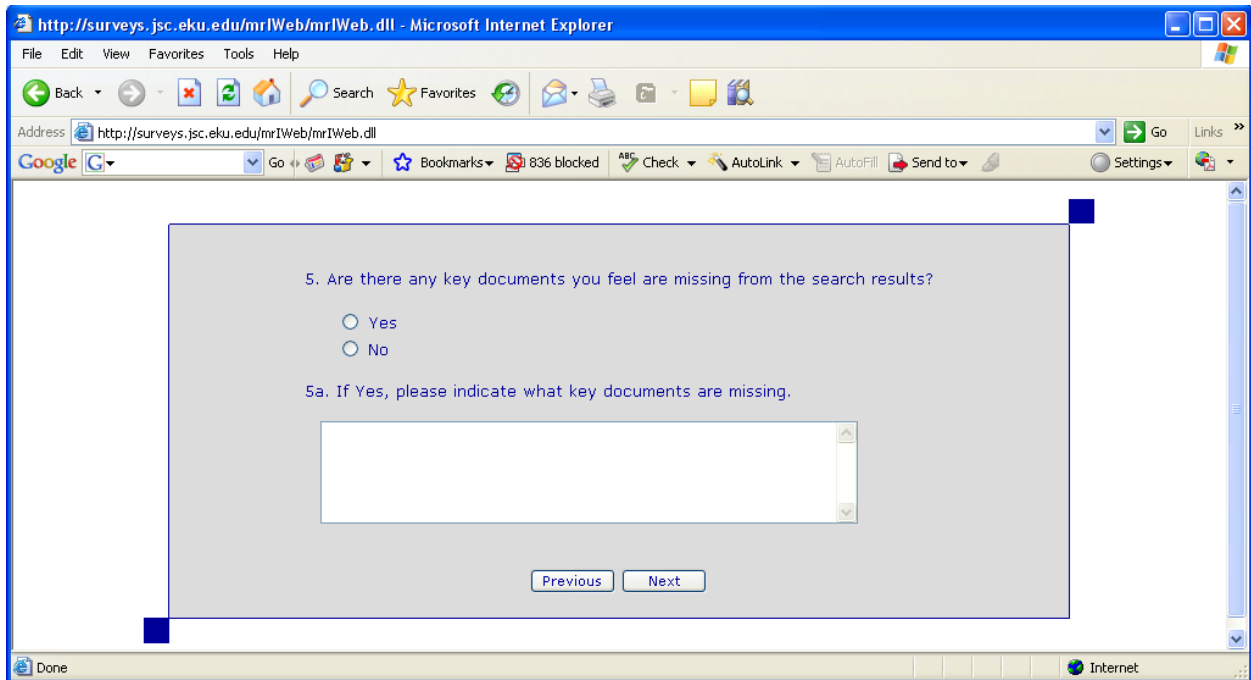 http://surveys.jsc.eku.edu/mrIWeb/mrIWeb.dll - Microsoft Internet Explorer
File Edit View Favorites Tools Help
Back Search Favorites
Address http://surveys.jsc.eku.edu/mrIWeb/mrIWeb.dll Go Links »
Google G Go Bookmarks 836 blocked ABC Check AutoLink AutoFill Send to Settings
5. Are there any key documents you feel are missing from the search results?
Yes
No
5a. If Yes, please indicate what key documents are missing.
Previous Next
Done Internet